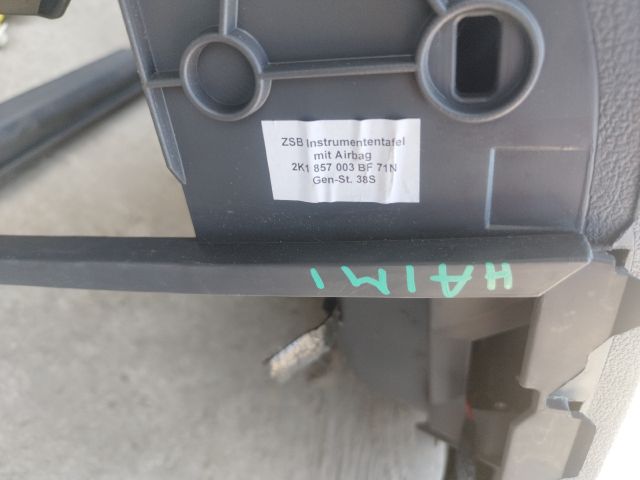 ZSB Instrumententafel
mit Airbag
2K1 857 003 BF 71N
Gen-St. 38S
HAIMI